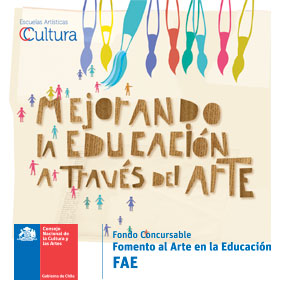 Escuelas Artísticas
CCultura
MEJORANDO
LA EDUCACIÓN
A TRAVÉS DEL ARTE
Consejo
Nacional de
la Cultura y
las Artes
Gobierno de Chile
Fondo Concursable
Fomento al Arte en la Educación
FAE